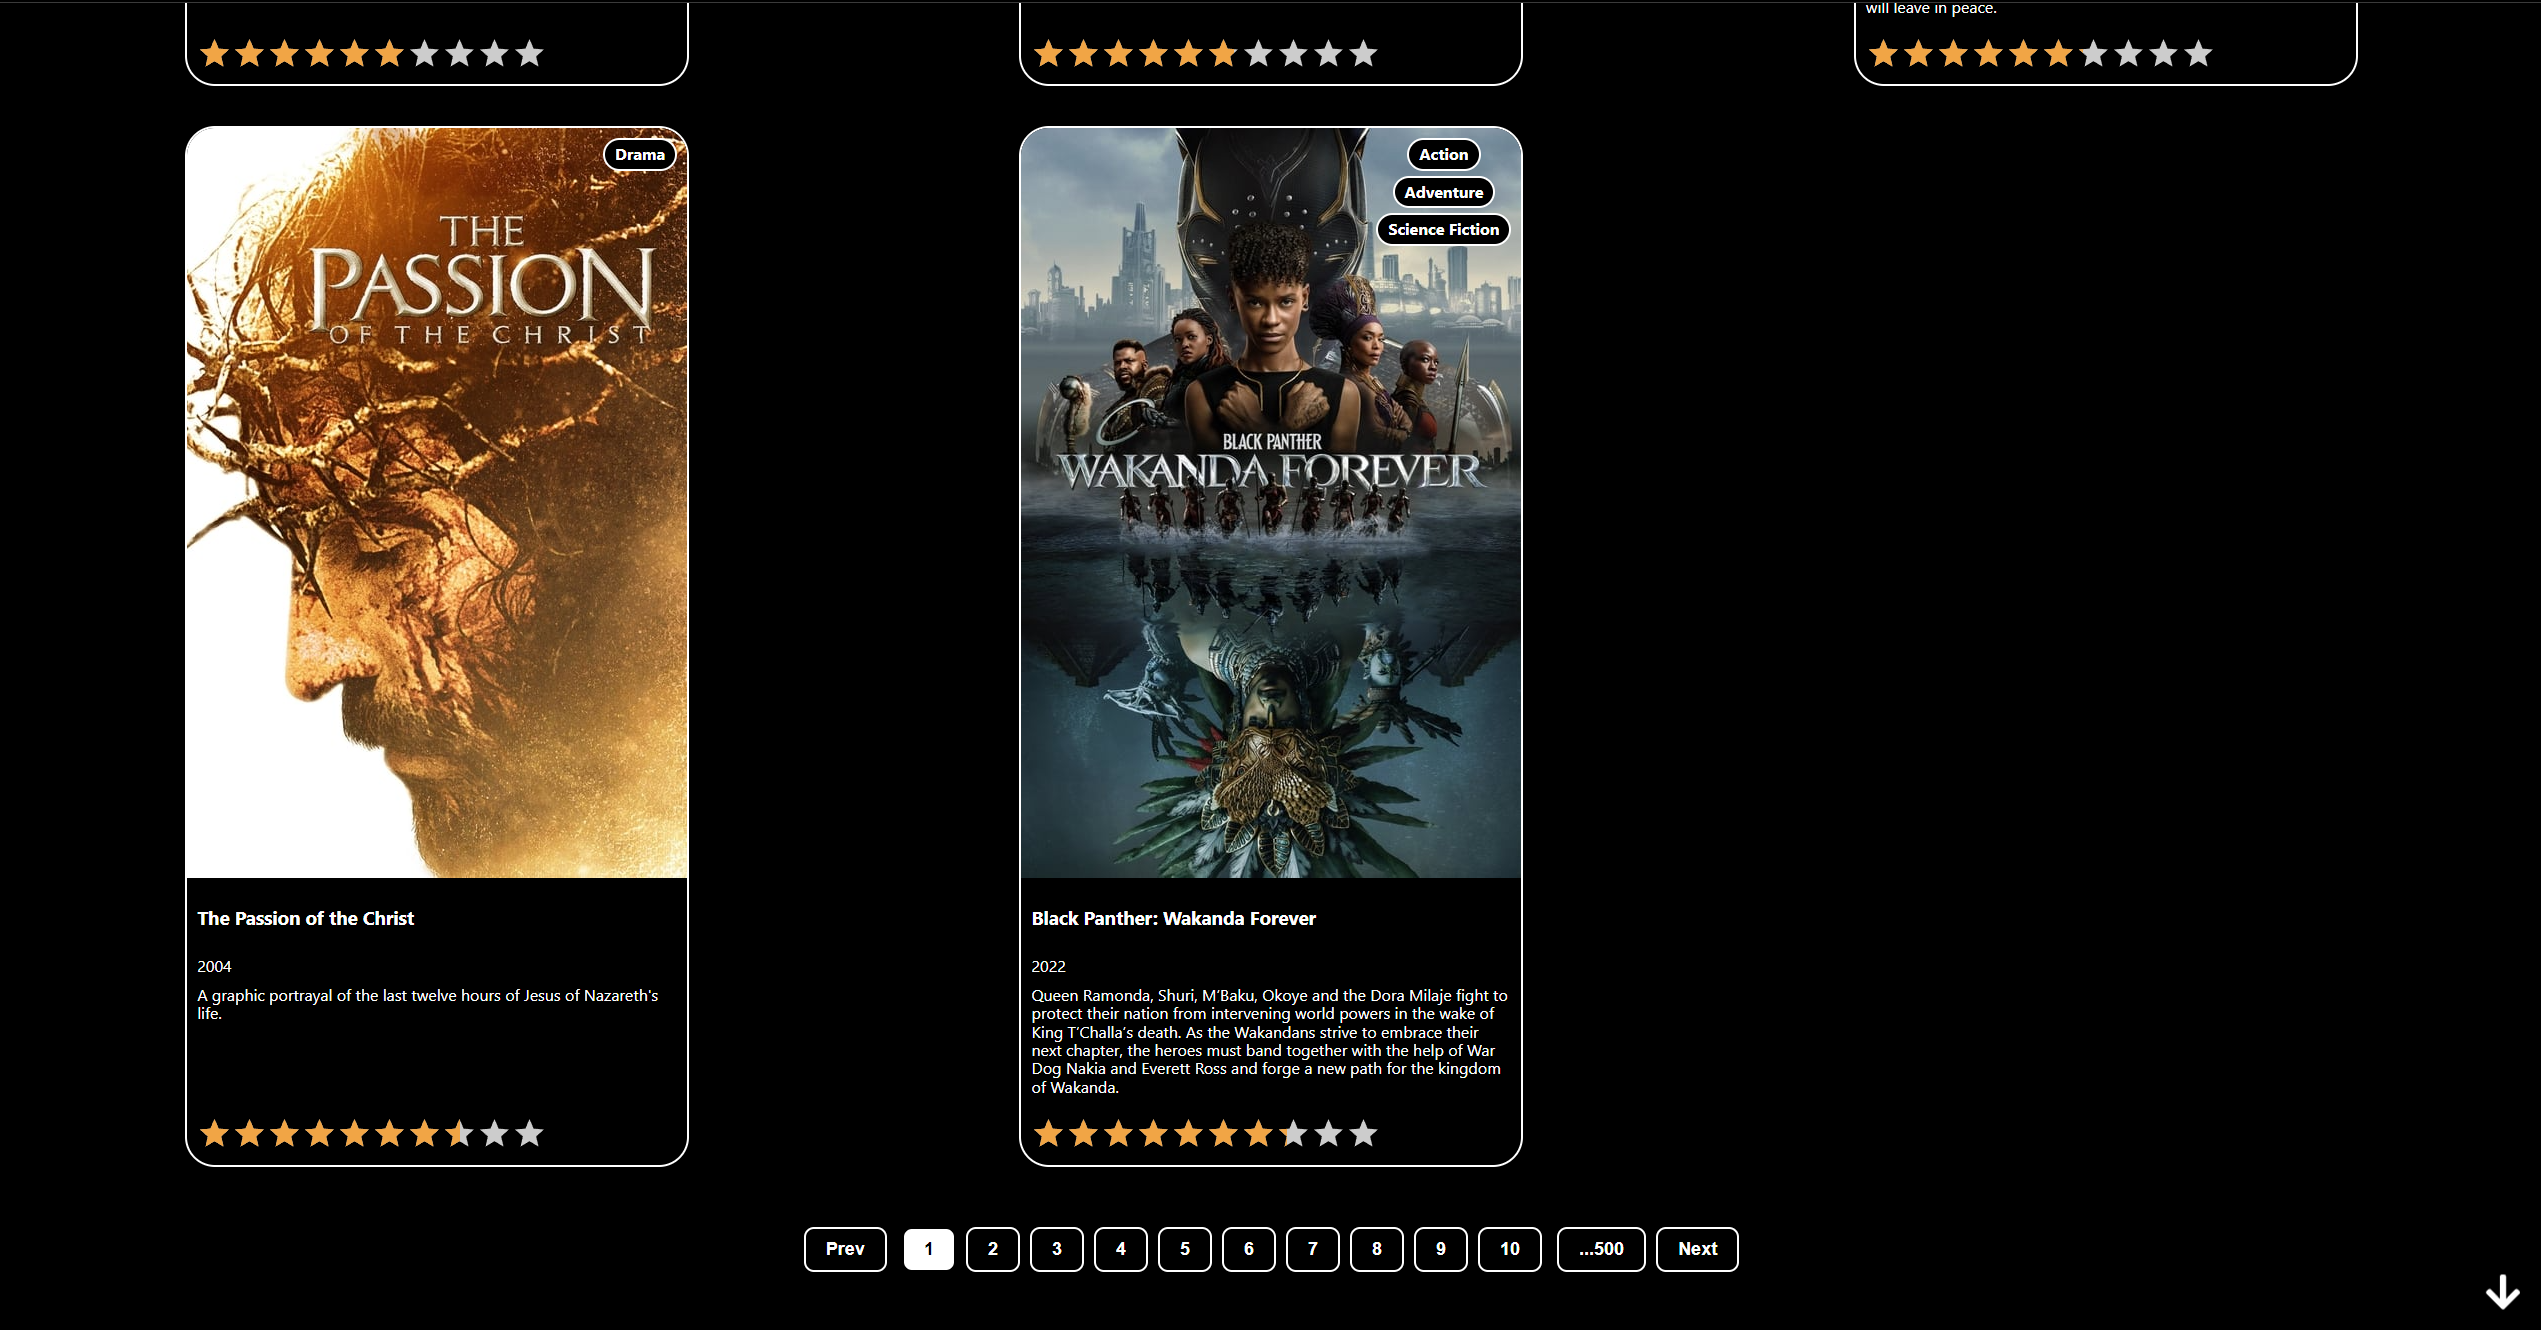 will leave in peace.
Drama
THE
PASSION
OF THE CHRIST
The Passion of the Christ
2004
A graphic portrayal of the last twelve hours of Jesus of Nazareth's
life.
Action
Adventure
Science Fiction
BLACK PANTHER
WAKANDA FOREVER
Black Panther: Wakanda Forever
2022
Queen Ramonda, Shuri, M’Baku, Okoye and the Dora Milaje fight to
protect their nation from intervening world powers in the wake of
King T’Challa’s death. As the Wakandans strive to embrace their
next chapter, the heroes must band together with the help of War
Dog Nakia and Everett Ross and forge a new path for the kingdom
of Wakanda.
Prev 1 2 3 4 5 6 7 8 9 10 ...500 Next